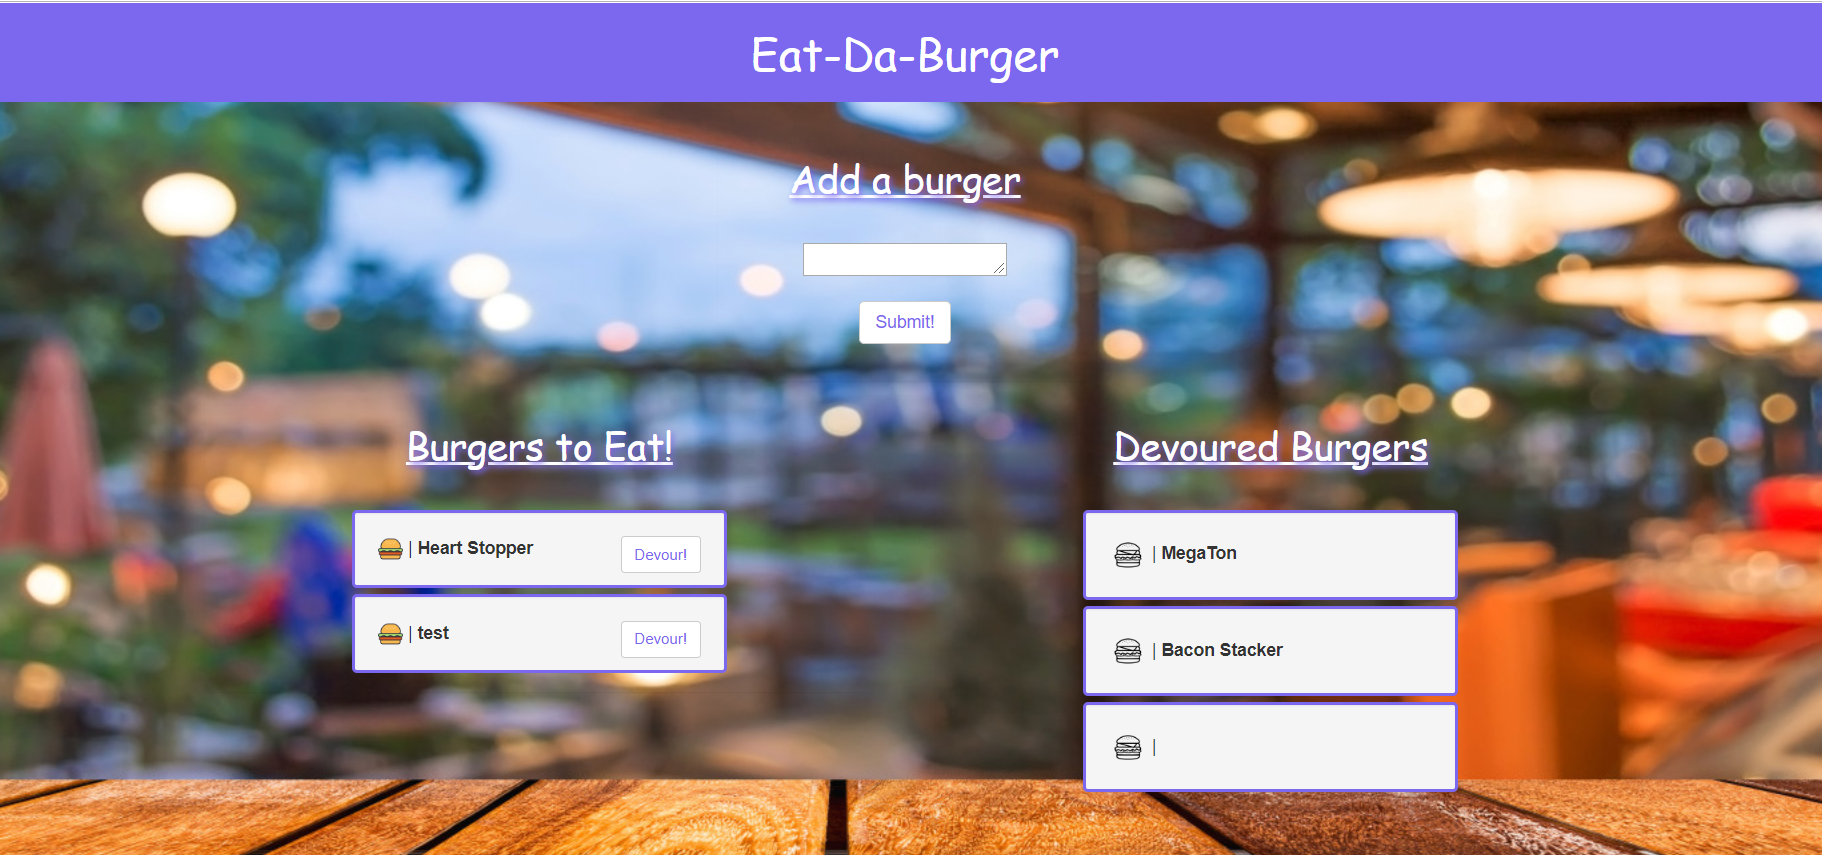 Eat-Da-Burger
Add a burger
Submit!
Burgers to Eat!
| Heart Stopper
Devour!
| test
Devour!
Devoured Burgers
| MegaTon
| Bacon Stacker
|